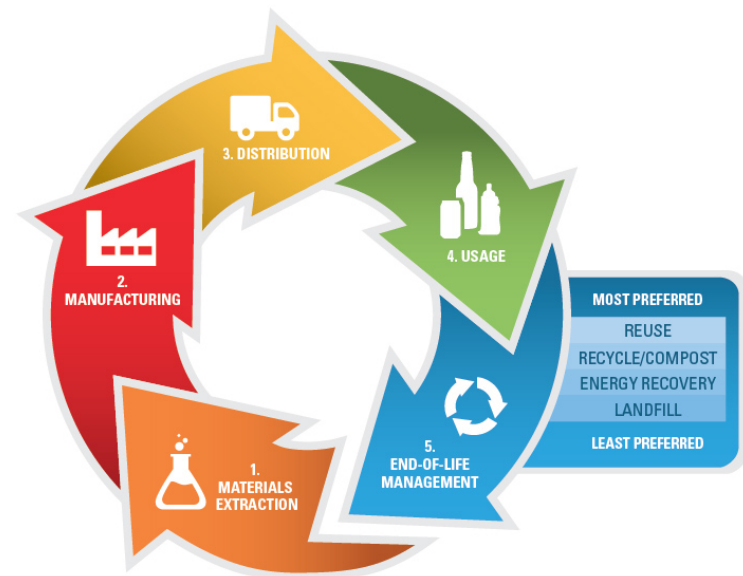 3. DISTRIBUTION
4. USAGE
2.
MANUFACTURING
MOST PREFERRED
REUSE
RECYCLE/COMPOST
ENERGY RECOVERY
LANDFILL
LEAST PREFERRED
5.
END-OF-LIFE
MANAGEMENT
1.
MATERIALS
EXTRACTION